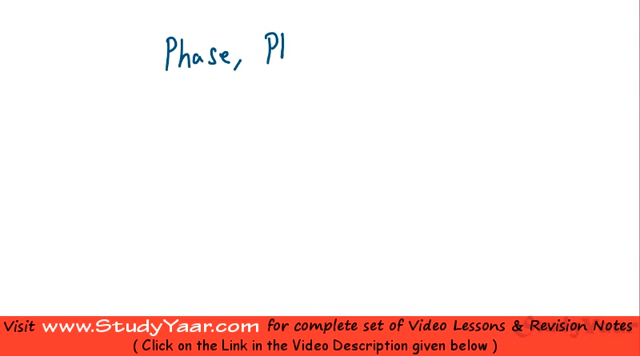 Phase, Pl
Visit www.StudyYaar.com for complete set of Video Lessons & Revision Notes
( Click on the Link in the Video Description given below )